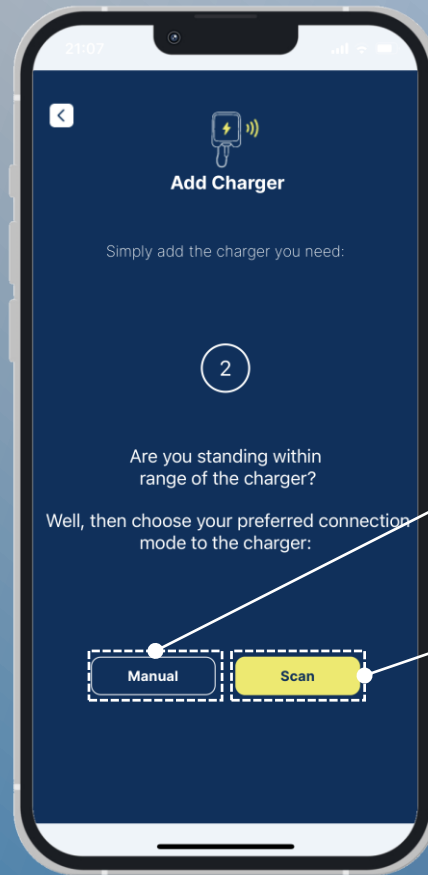 21:07
Add Charger
Simply add the charger you need:
2
Are you standing within
range of the charger?
Well, then choose your preferred connection
mode to the charger:
Manual
Scan